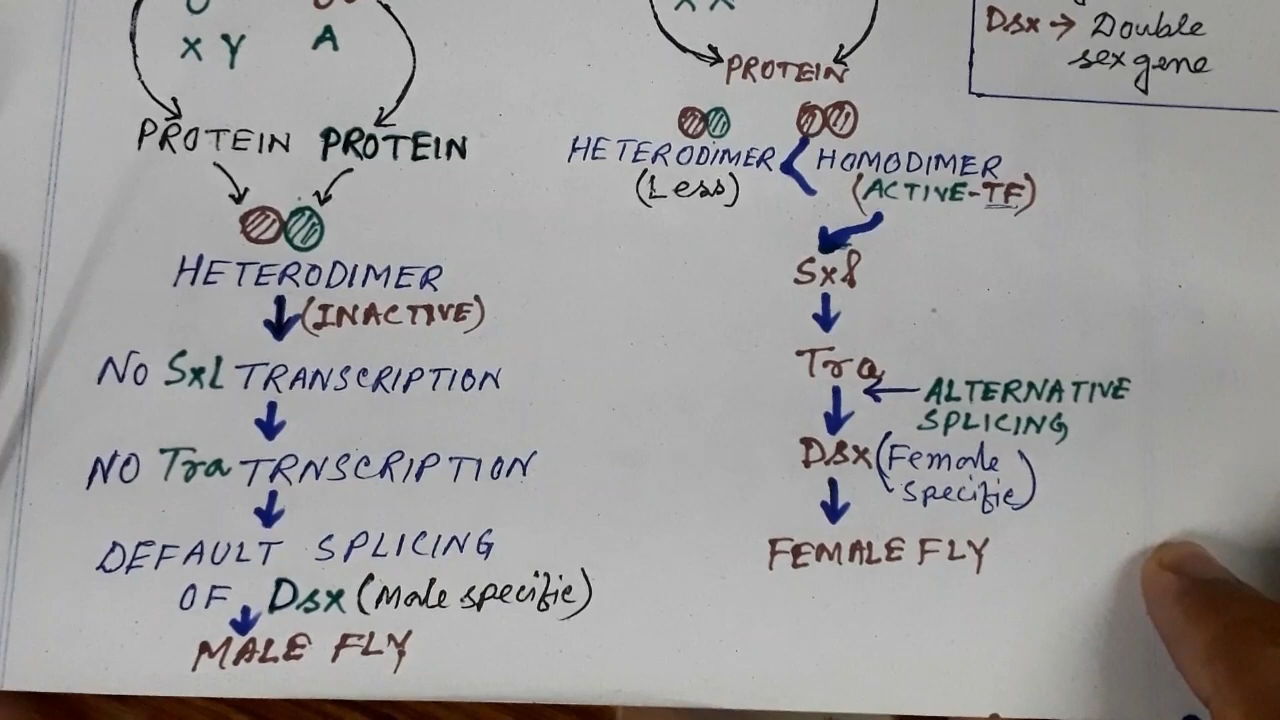 X Y A
PROTEIN PROTEIN
HETERODIMER
(INACTIVE)
NO SXL TRANSCRIPTION
NO Tra TRNSCRIPTION
DEFAULT SPLICING
OF Dsx (Male specific)
MALE FLY
PROTEIN
HETERODIMER < HOMODIMER
(Less) (ACTIVE-TF)
Sxl
Tra
ALTERNATIVE
SPLICING
Dsx (Female
specific)
FEMALE FLY
Dsx → Double
sex gene